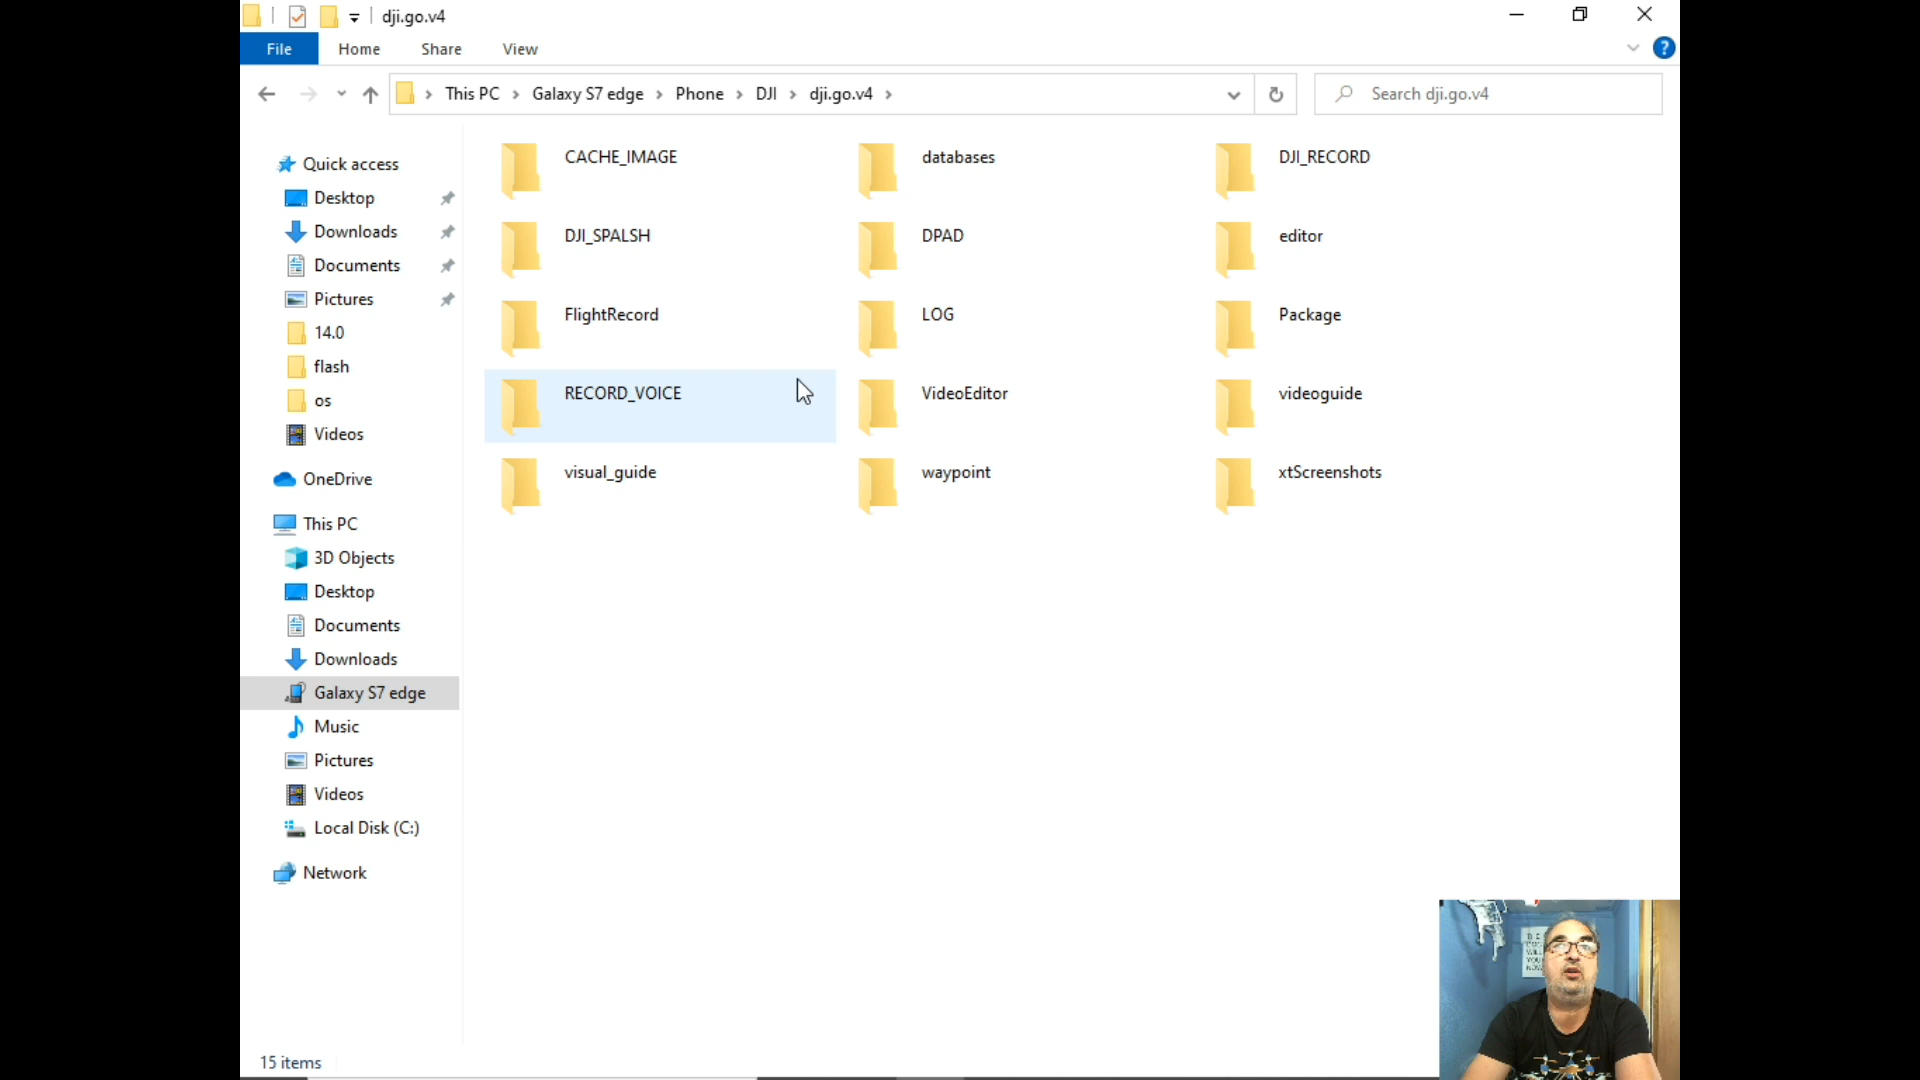 dji.go.v4
File Home Share View
This PC Galaxy S7 edge Phone DJI dji.go.v4 Search dji.go.v4
Quick access
Desktop
Downloads
Documents
Pictures
14.0
flash
os
Videos
OneDrive
This PC
3D Objects
Desktop
Documents
Downloads
Galaxy S7 edge
Music
Pictures
Videos
Local Disk (C:)
Network
CACHE_IMAGE databases DJI_RECORD
DJI_SPALSH DPAD editor
FlightRecord LOG Package
RECORD_VOICE VideoEditor videoguide
visual_guide waypoint xtScreenshots
15 items